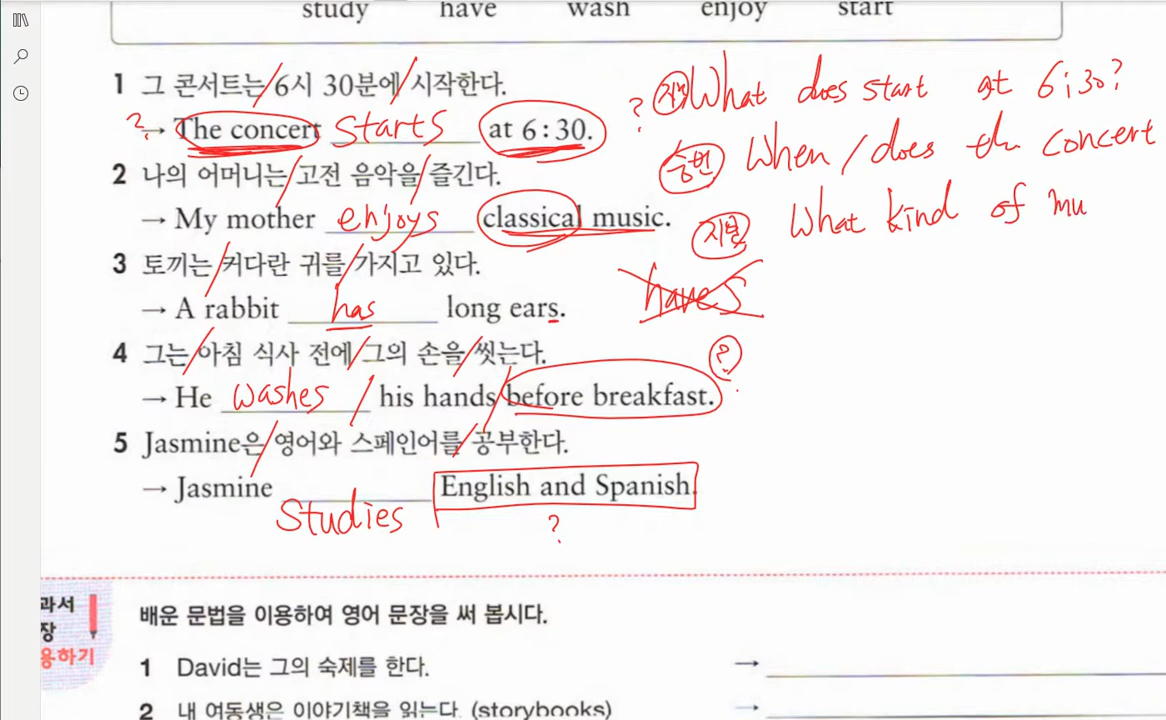 study have wash enjoy start
1 그 콘서트는/6시 30분에/시작한다.
What does start at 6:30?
? → The concert starts at 6:30. ?
승현 When/does the concert
2 나의 어머니는/고전 음악을/즐긴다.
→ My mother enjoys classical music.
What kind of mu
3 토끼는/커다란 귀를/가지고 있다.
haves
→ A rabbit has long ears.
4 그는/아침 식사 전에/그의 손을/씻는다.
?
→ He washes / his hands/before breakfast.
5 Jasmine은/영어와 스페인어를/공부한다.
→ Jasmine studies English and Spanish.
?
과서
장
용하기
배운 문법을 이용하여 영어 문장을 써 봅시다.
1 David는 그의 숙제를 한다. →
2 내 여동생은 이야기책을 읽는다. (storybooks) →